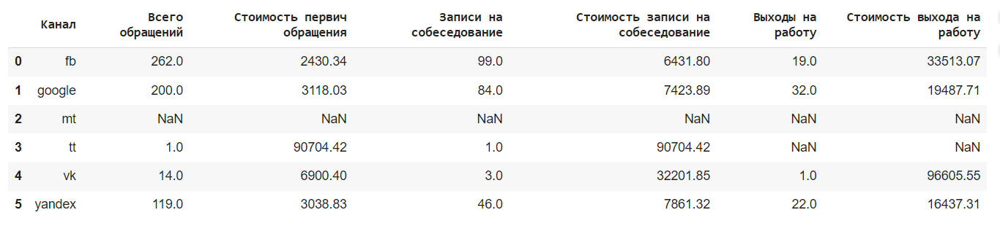 Канал Всего обращений Стоимость первич обращения Записи на собеседование Стоимость записи на собеседование Выходы на работу Стоимость выхода на работу
0 fb 262.0 2430.34 99.0 6431.80 19.0 33513.07
1 google 200.0 3118.03 84.0 7423.89 32.0 19487.71
2 mt NaN NaN NaN NaN NaN NaN
3 tt 1.0 90704.42 1.0 90704.42 NaN NaN
4 vk 14.0 6900.40 3.0 32201.85 1.0 96605.55
5 yandex 119.0 3038.83 46.0 7861.32 22.0 16437.31